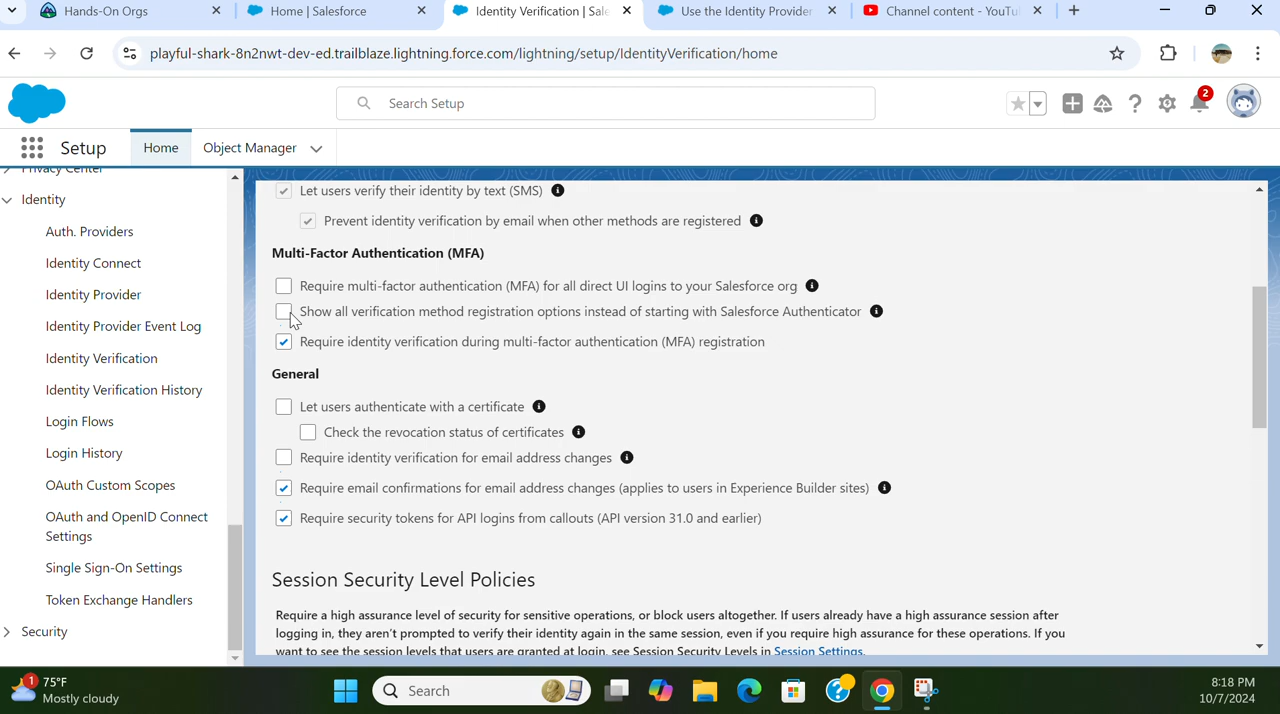 Hands-On Orgs
Home | Salesforce
Identity Verification | Sale
Use the Identity Provider
Channel content - YouTu
playful-shark-8n2nwt-dev-ed.trailblaze.lightning.force.com/lightning/setup/IdentityVerification/home
Search Setup
2
Setup
Home
Object Manager
Privacy Center
Identity
Auth. Providers
Identity Connect
Identity Provider
Identity Provider Event Log
Identity Verification
Identity Verification History
Login Flows
Login History
OAuth Custom Scopes
OAuth and OpenID Connect
Settings
Single Sign-On Settings
Token Exchange Handlers
Security
Let users verify their identity by text (SMS)
Prevent identity verification by email when other methods are registered
Multi-Factor Authentication (MFA)
Require multi-factor authentication (MFA) for all direct UI logins to your Salesforce org
Show all verification method registration options instead of starting with Salesforce Authenticator
Require identity verification during multi-factor authentication (MFA) registration
General
Let users authenticate with a certificate
Check the revocation status of certificates
Require identity verification for email address changes
Require email confirmations for email address changes (applies to users in Experience Builder sites)
Require security tokens for API logins from callouts (API version 31.0 and earlier)
Session Security Level Policies
Require a high assurance level of security for sensitive operations, or block users altogether. If users already have a high assurance session after
logging in, they aren't prompted to verify their identity again in the same session, even if you require high assurance for these operations. If you
want to see the session levels that users are granted at login, see Session Security Levels in Session Settings.
1
75°F
Mostly cloudy
Search
8:18 PM
10/7/2024